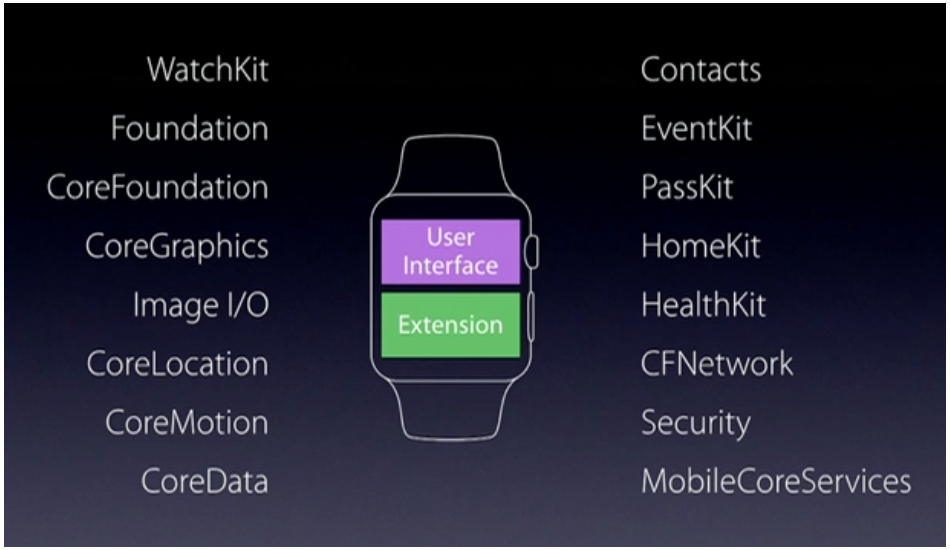 WatchKit
Foundation
CoreFoundation
CoreGraphics
Image I/O
CoreLocation
CoreMotion
CoreData
User
Interface
Extension
Contacts
EventKit
PassKit
HomeKit
HealthKit
CFNetwork
Security
MobileCoreServices